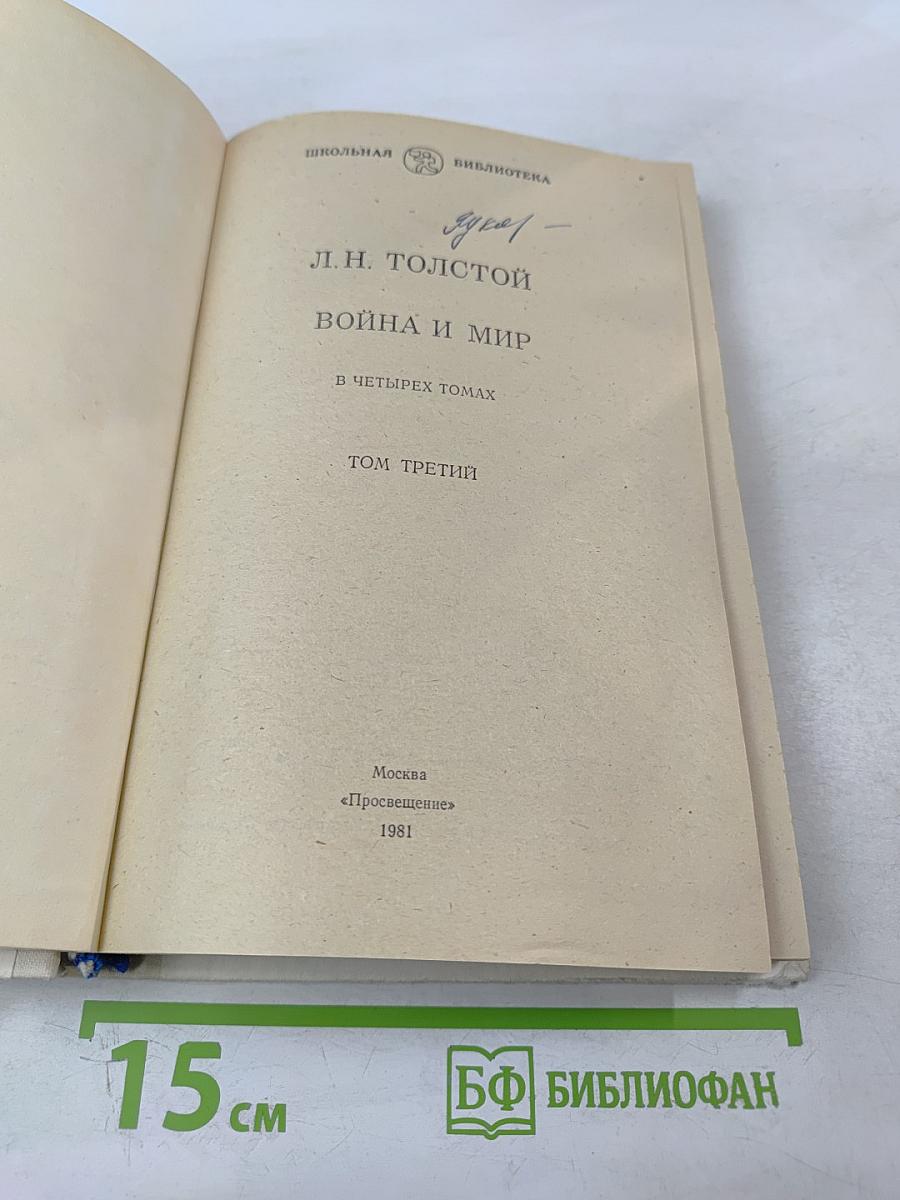 ШКОЛЬНАЯ БИБЛИОТЕКА
Л. Н. ТОЛСТОЙ
ВОЙНА И МИР
В ЧЕТЫРЕХ ТОМАХ
ТОМ ТРЕТИЙ
Москва
«Просвещение»
1981
15 см
БФ БИБЛИОФАН